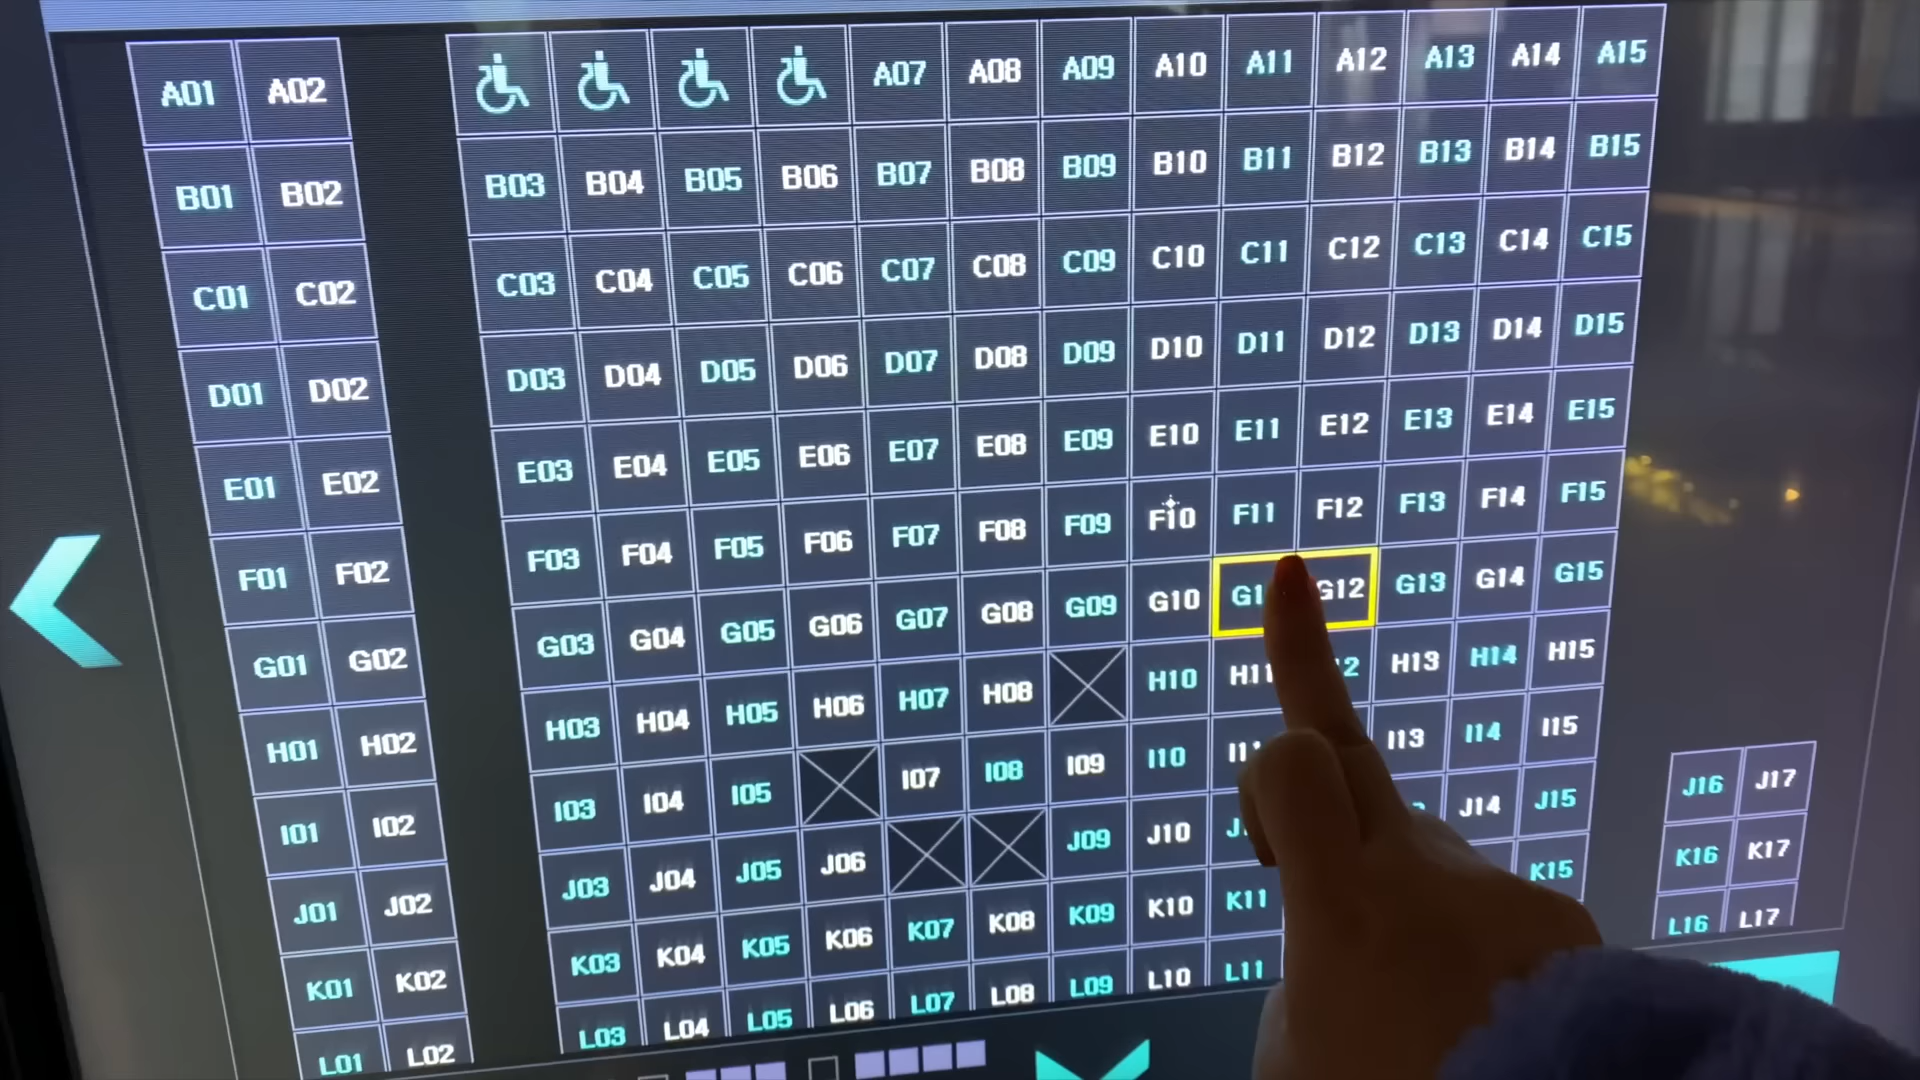 A01 A02 A07 A08 A09 A10 A11 A12 A13 A14 A15
B01 B02 B03 B04 B05 B06 B07 B08 B09 B10 B11 B12 B13 B14 B15
C01 C02 C03 C04 C05 C06 C07 C08 C09 C10 C11 C12 C13 C14 C15
D01 D02 D03 D04 D05 D06 D07 D08 D09 D10 D11 D12 D13 D14 D15
E01 E02 E03 E04 E05 E06 E07 E08 E09 E10 E11 E12 E13 E14 E15
F01 F02 F03 F04 F05 F06 F07 F08 F09 F10 F11 F12 F13 F14 F15
G01 G02 G03 G04 G05 G06 G07 G08 G09 G10 G12 G13 G14 G15
H01 H02 H03 H04 H05 H06 H07 H08 H10 H11 H13 H14 H15
I01 I02 I03 I04 I05 I07 I08 I09 I10 I13 I14 I15
J01 J02 J03 J04 J05 J06 J09 J10 J14 J15 J16 J17
K01 K02 K03 K04 K05 K06 K07 K08 K09 K10 K11 K15 K16 K17
L01 L02 L03 L04 L05 L06 L07 L08 L09 L10 L11 L16 L17